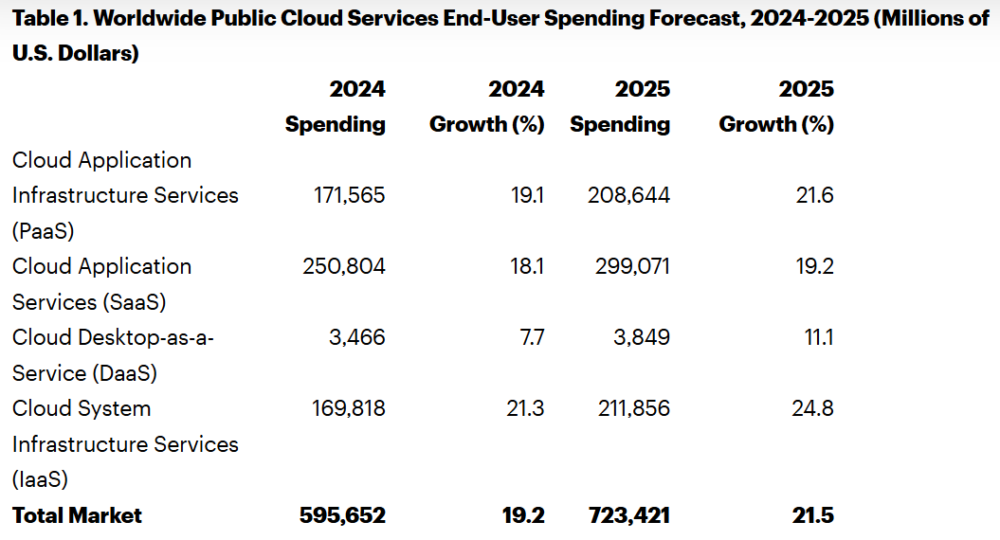 Table 1. Worldwide Public Cloud Services End-User Spending Forecast, 2024-2025 (Millions of
U.S. Dollars)
2024 2024 2025 2025
Spending Growth (%) Spending Growth (%)
Cloud Application
Infrastructure Services 171,565 19.1 208,644 21.6
(PaaS)
Cloud Application 250,804 18.1 299,071 19.2
Services (SaaS)
Cloud Desktop-as-a- 3,466 7.7 3,849 11.1
Service (DaaS)
Cloud System 169,818 21.3 211,856 24.8
Infrastructure Services
(IaaS)
Total Market 595,652 19.2 723,421 21.5